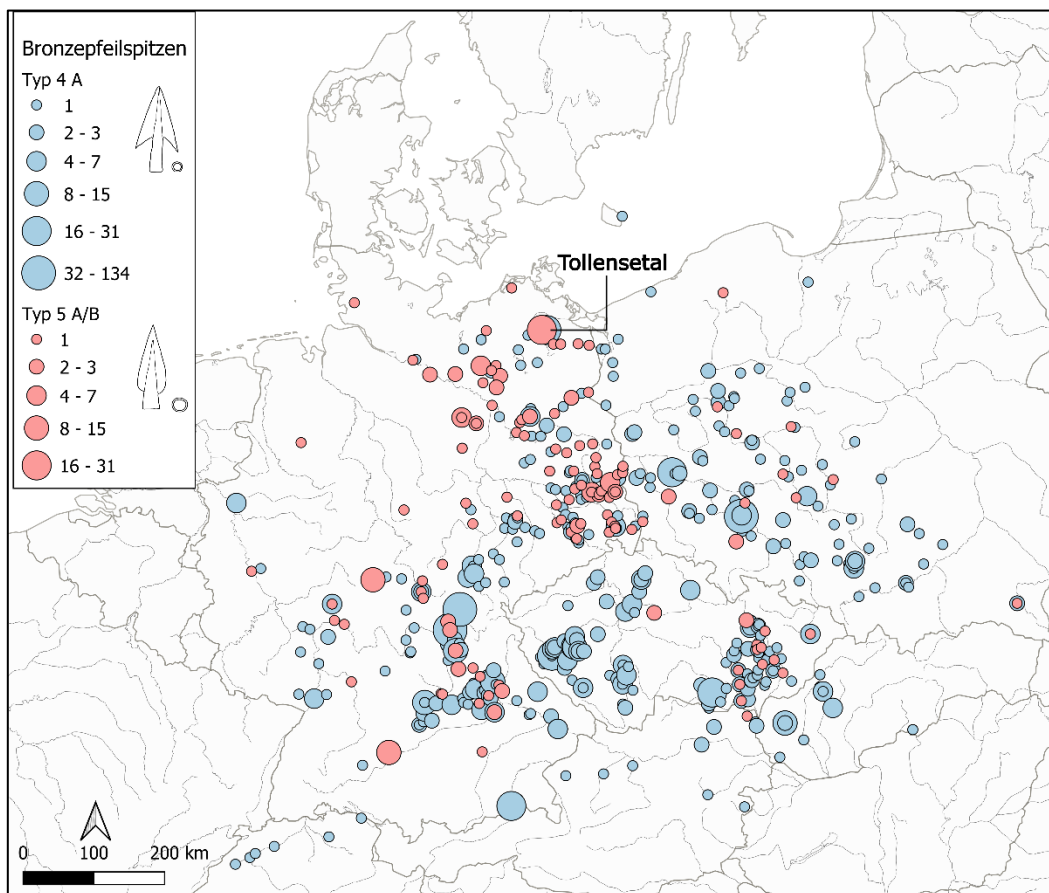 Bronzepfeilspitzen
Typ 4 A
1
2 - 3
4 - 7
8 - 15
16 - 31
32 - 134
Typ 5 A/B
1
2 - 3
4 - 7
8 - 15
16 - 31
Tollensetal
0 100 200 km